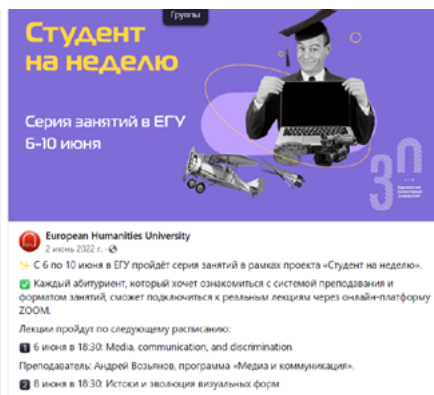 Группы
Студент
на неделю
Серия занятий в ЕГУ
6-10 июня
European Humanities University
2 июнь 2022 г. ·
✨ С 6 по 10 июня в ЕГУ пройдёт серия занятий в рамках проекта «Студент на неделю».
✅ Каждый абитуриент, который хочет ознакомиться с системой преподавания и
форматом занятий, сможет подключиться к реальным лекциям через онлайн-платформу
ZOOM.
Лекции пройдут по следующему расписанию:
1 6 июня в 18:30: Media, communication, and discrimination
Преподаватель: Андрей Возьянов, программа «Медиа и коммуникация».
2 8 июня в 18:30: Истоки и эволюция визуальных форм